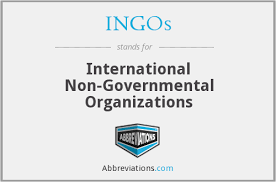 INGOs
stands for
International
Non-Governmental
Organizations
ABBREVIATIONS
Abbreviations.com